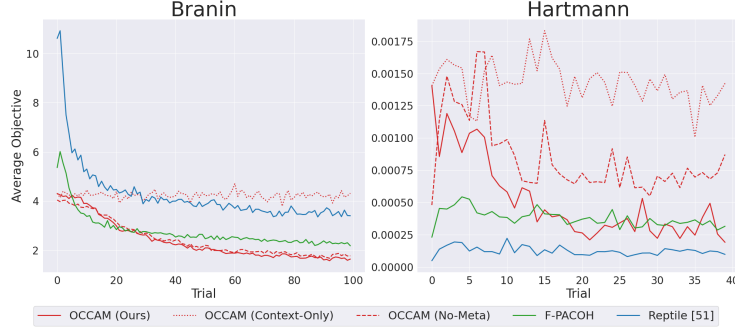 Branin
Hartmann
Average Objective
10
8
6
4
2
0
20
40
60
80
100
Trial
0.00175
0.00150
0.00125
0.00100
0.00075
0.00050
0.00025
0.00000
0
5
10
15
20
25
30
35
40
Trial
OCCAM (Ours)
OCCAM (Context-Only)
OCCAM (No-Meta)
F-PACOH
Reptile [51]